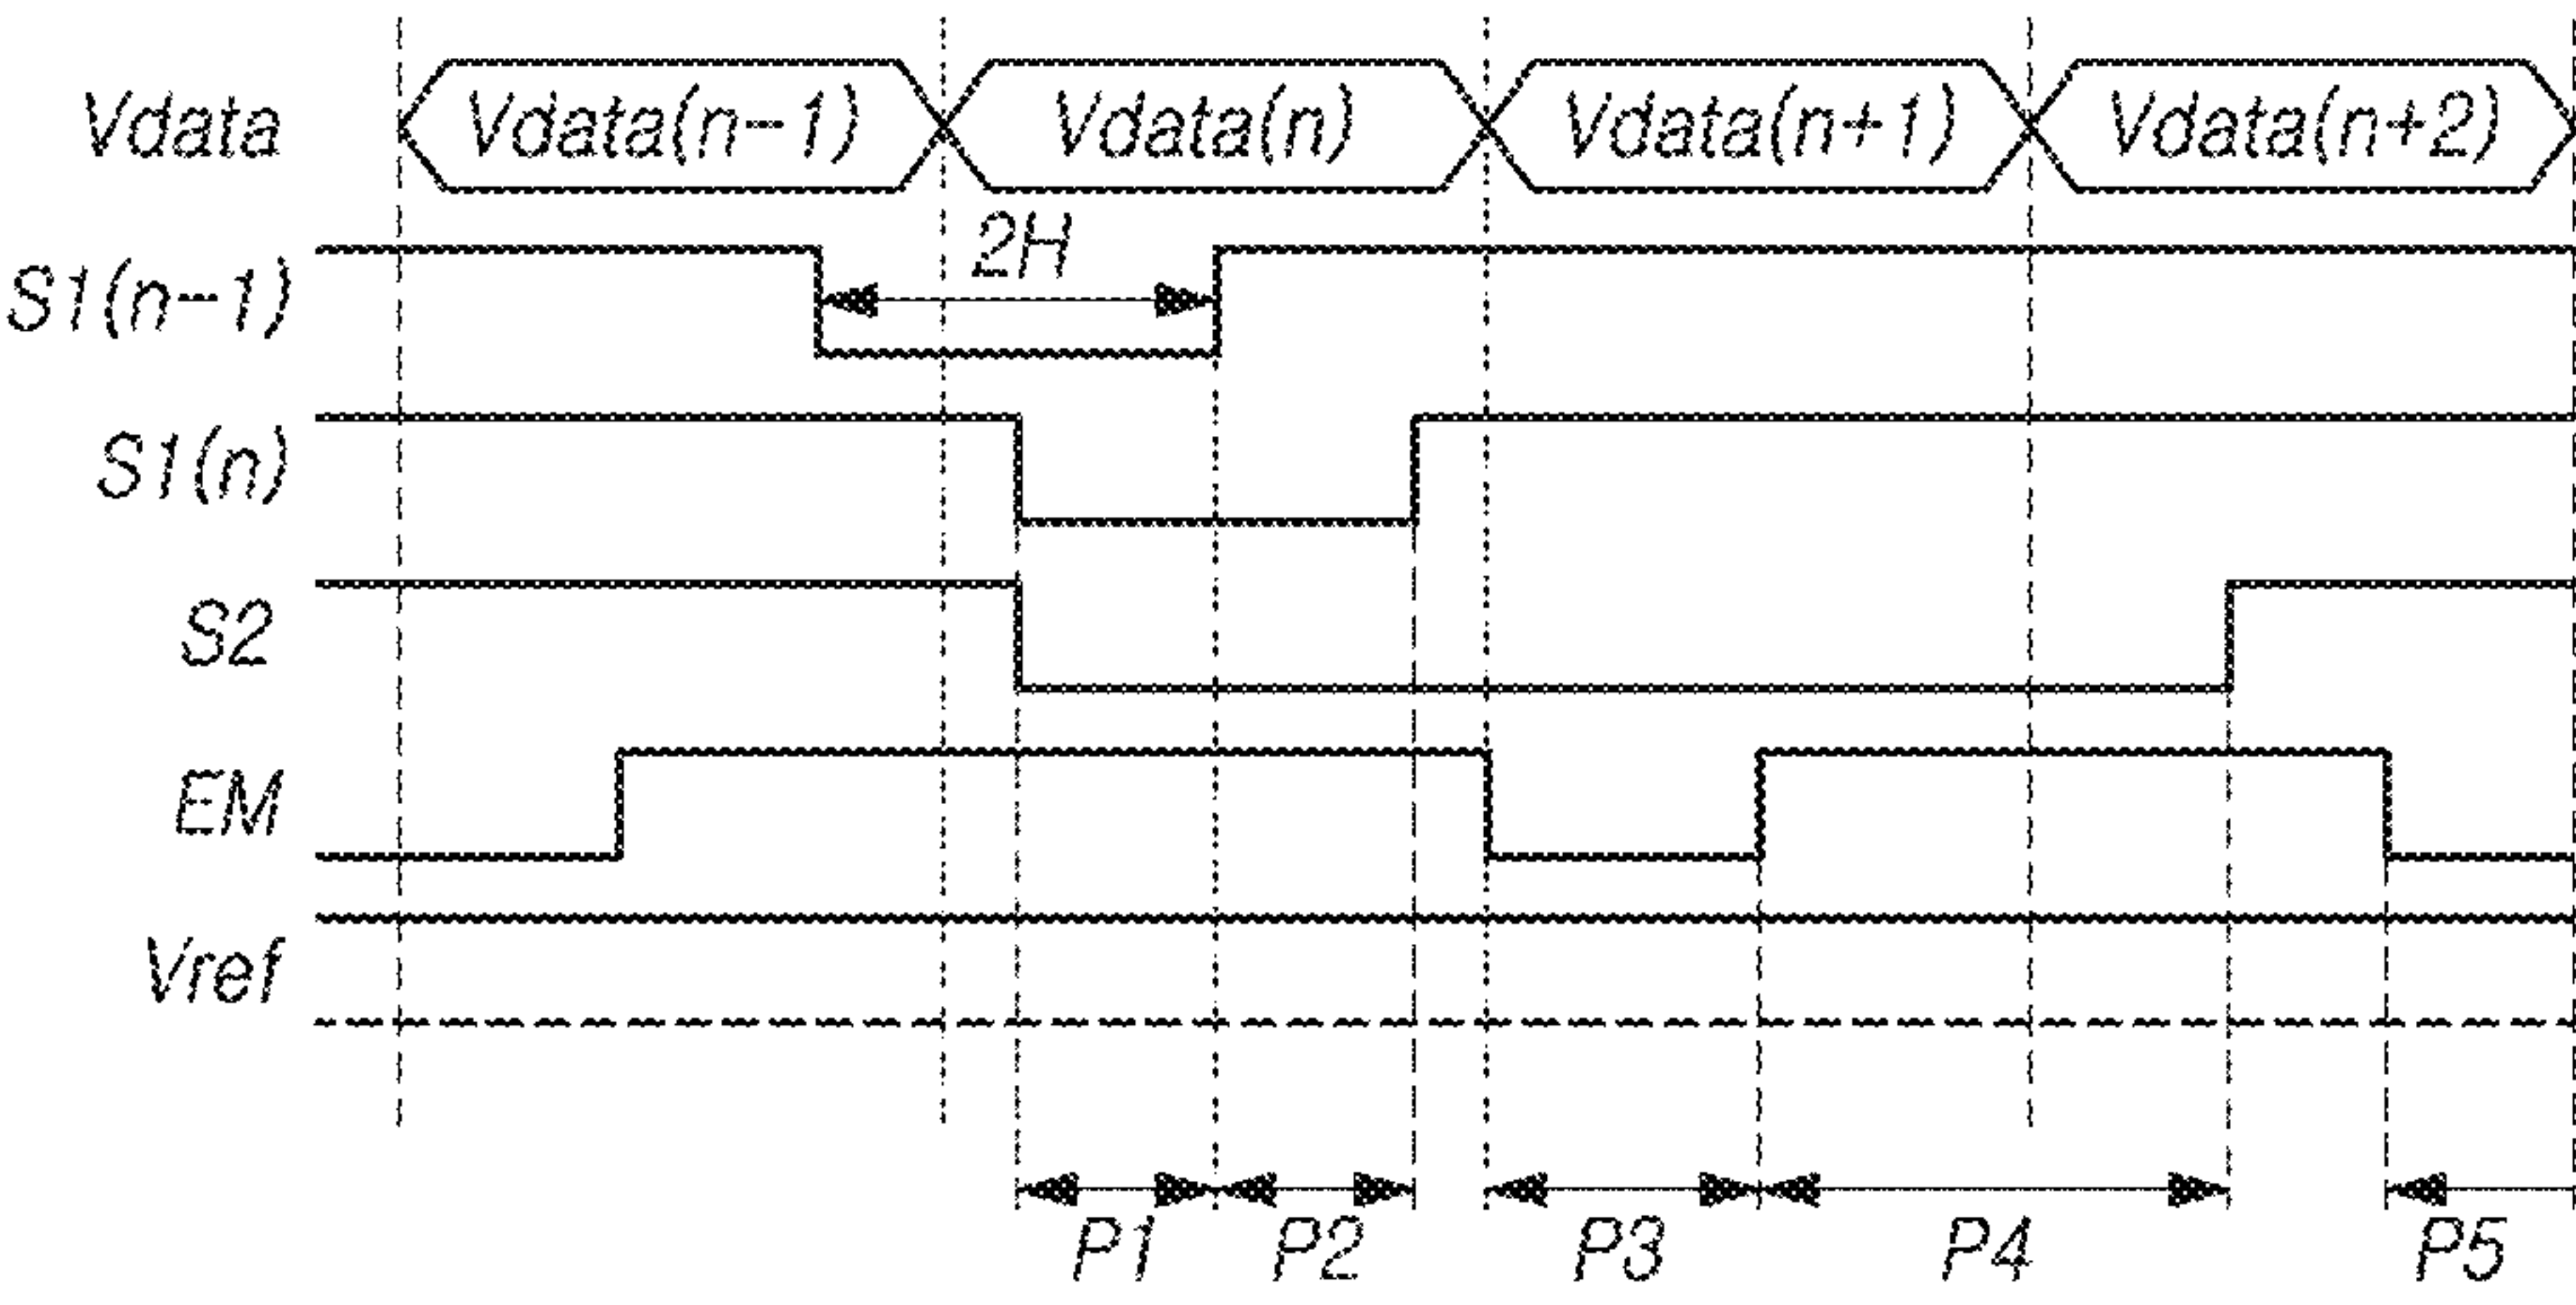 Vdata Vdata(n-1) Vdata(n) Vdata(n+1) Vdata(n+2)
2H
S1(n-1)
S1(n)
S2
EM
Vref
P1 P2 P3 P4 P5